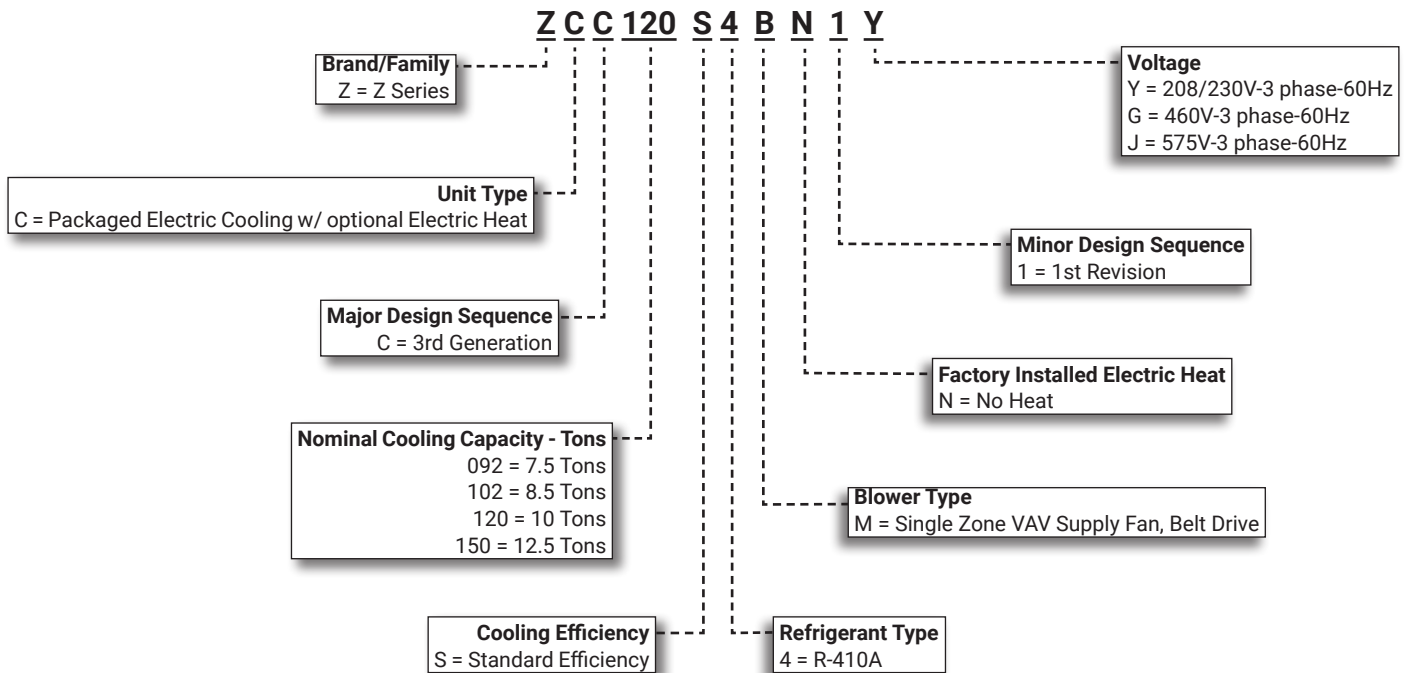 Z C C 120 S 4 B N 1 Y
Brand/Family
Z = Z Series
Voltage
Y = 208/230V-3 phase-60Hz
G = 460V-3 phase-60Hz
J = 575V-3 phase-60Hz
Unit Type
C = Packaged Electric Cooling w/ optional Electric Heat
Minor Design Sequence
1 = 1st Revision
Major Design Sequence
C = 3rd Generation
Factory Installed Electric Heat
N = No Heat
Nominal Cooling Capacity - Tons
092 = 7.5 Tons
102 = 8.5 Tons
120 = 10 Tons
150 = 12.5 Tons
Blower Type
M = Single Zone VAV Supply Fan, Belt Drive
Cooling Efficiency
S = Standard Efficiency
Refrigerant Type
4 = R-410A